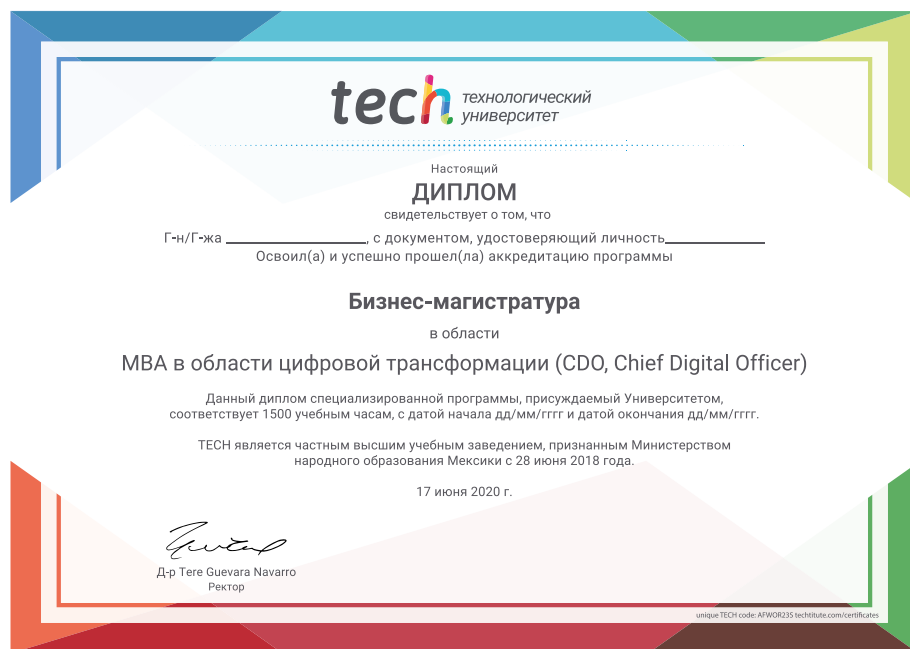 tech технологический
университет
Настоящий
ДИПЛОМ
свидетельствует о том, что
Г-н/Г-жа ____________________, с документом, удостоверяющий личность______________
Освоил(а) и успешно прошел(ла) аккредитацию программы
Бизнес-магистратура
в области
MBA в области цифровой трансформации (CDO, Chief Digital Officer)
Данный диплом специализированной программы, присуждаемый Университетом,
соответствует 1500 учебным часам, с датой начала дд/мм/гггг и датой окончания дд/мм/гггг.
TECH является частным высшим учебным заведением, признанным Министерством
народного образования Мексики с 28 июня 2018 года.
17 июня 2020 г.
Д-р Tere Guevara Navarro
Ректор
unique TECH code: AFWOR23S techtitute.com/certificates